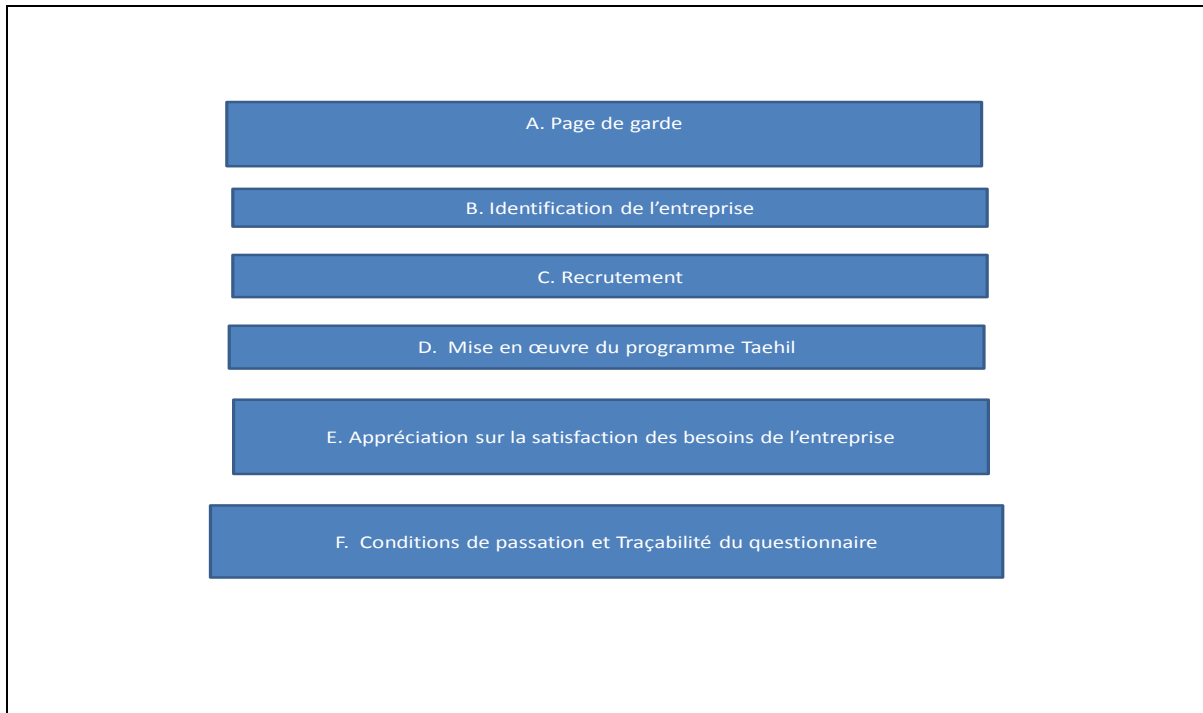 A. Page de garde
B. Identification de l’entreprise
C. Recrutement
D. Mise en œuvre du programme Taehil
E. Appréciation sur la satisfaction des besoins de l’entreprise
F. Conditions de passation et Traçabilité du questionnaire